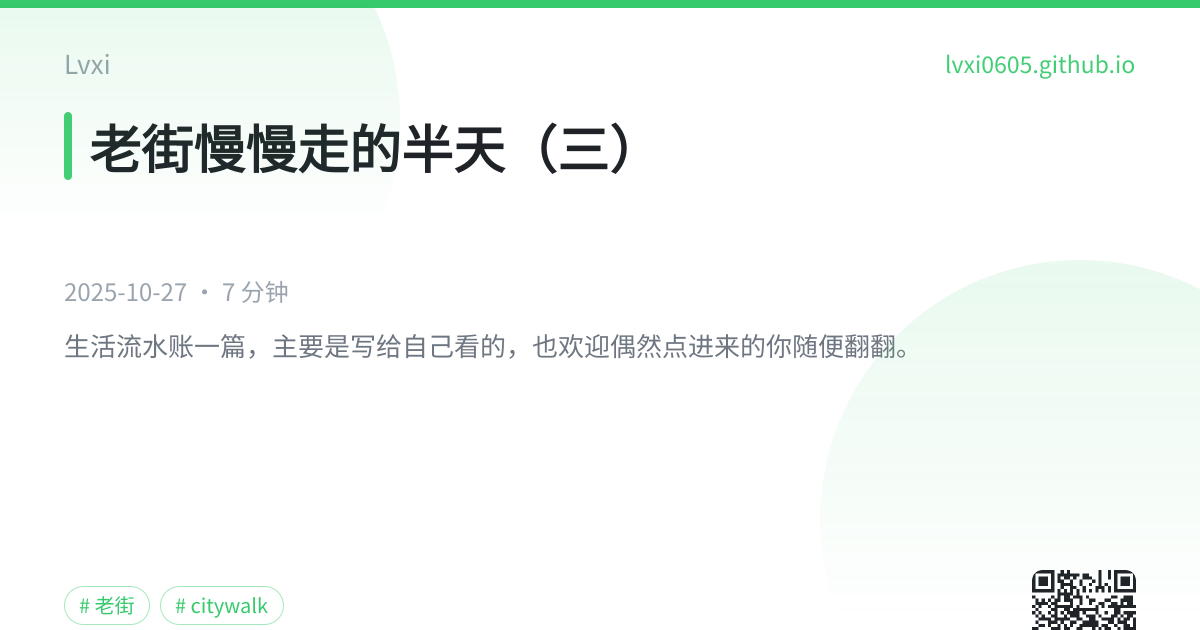 Lvxi
lvxi0605.github.io
老街慢慢走的半天（三）
2025-10-27 · 7 分钟
生活流水账一篇，主要是写给自己看的，也欢迎偶然点进来的你随便翻翻。
# 老街
# citywalk